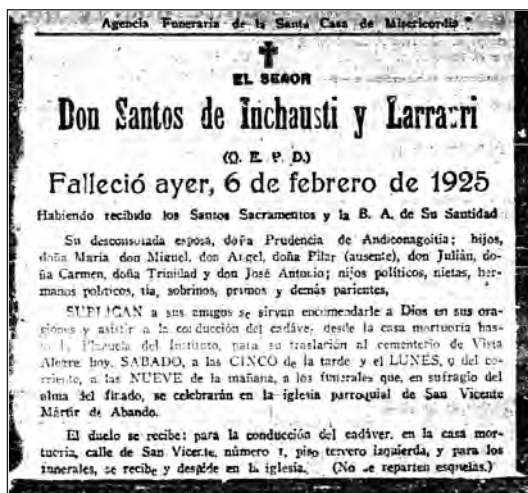 Agencia Funeraria de la Santa Casa de Misericordia
EL SEÑOR
Don Santos de Inchausti y
(Q. E. P. D.)
Falleció ayer, 6 de febrero de 1925
Habiendo recibido los Santos Sacramentos y la B. A. de Su Santidad
Su desconsolada esposa, doña Prudencia de Andiconagoitia; hijos,
doña María don Miguel, don Angel, doña Pilar (ausente), don Julián, do-
ña Carmen, doña Trinidad y don José Antonio; hijos políticos, nietas, her-
manos políticos, tía, sobrinos, primos y demás parientes,
SUPLICAN a sus amigos se sirvan encomendarle a Dios en sus ora-
ciones y asistir a la conducción del cadáver, desde la casa mortuoria has-
Plazuela del Instituto, para su traslación al cementerio de Vista
Alegre, hoy, SABADO, a las CINCO de la tarde y el LUNES, 9 del co-
rriente, a las NUEVE de la mañana, a los funerales que, en sufragio del
alma del finado, se celebrarán en la iglesia parroquial de San Vicente
Mártir de Abando.
El duelo se recibe: para la conducción del cadáver, en la casa mor-
tuoria, calle de San Vicente, número 1, piso tercero izquierda, y para los
funerales, se recibe y despide en la iglesia. (No se reparten esquelas.)